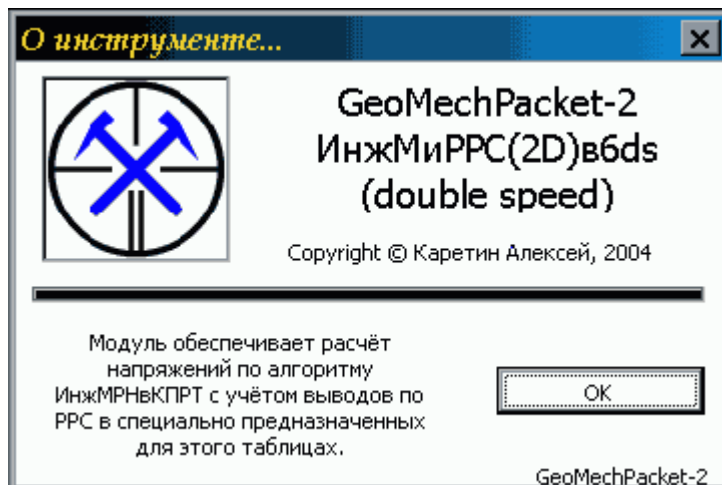 О инструменте...
GeoMechPacket-2
ИнжМиРРС(2D)в6ds
(double speed)
Copyright © Каретин Алексей, 2004
Модуль обеспечивает расчёт
напряжений по алгоритму
ИнжМРНвКПРТ с учётом выводов по
РРС в специально предназначенных
для этого таблицах.
OK
GeoMechPacket-2